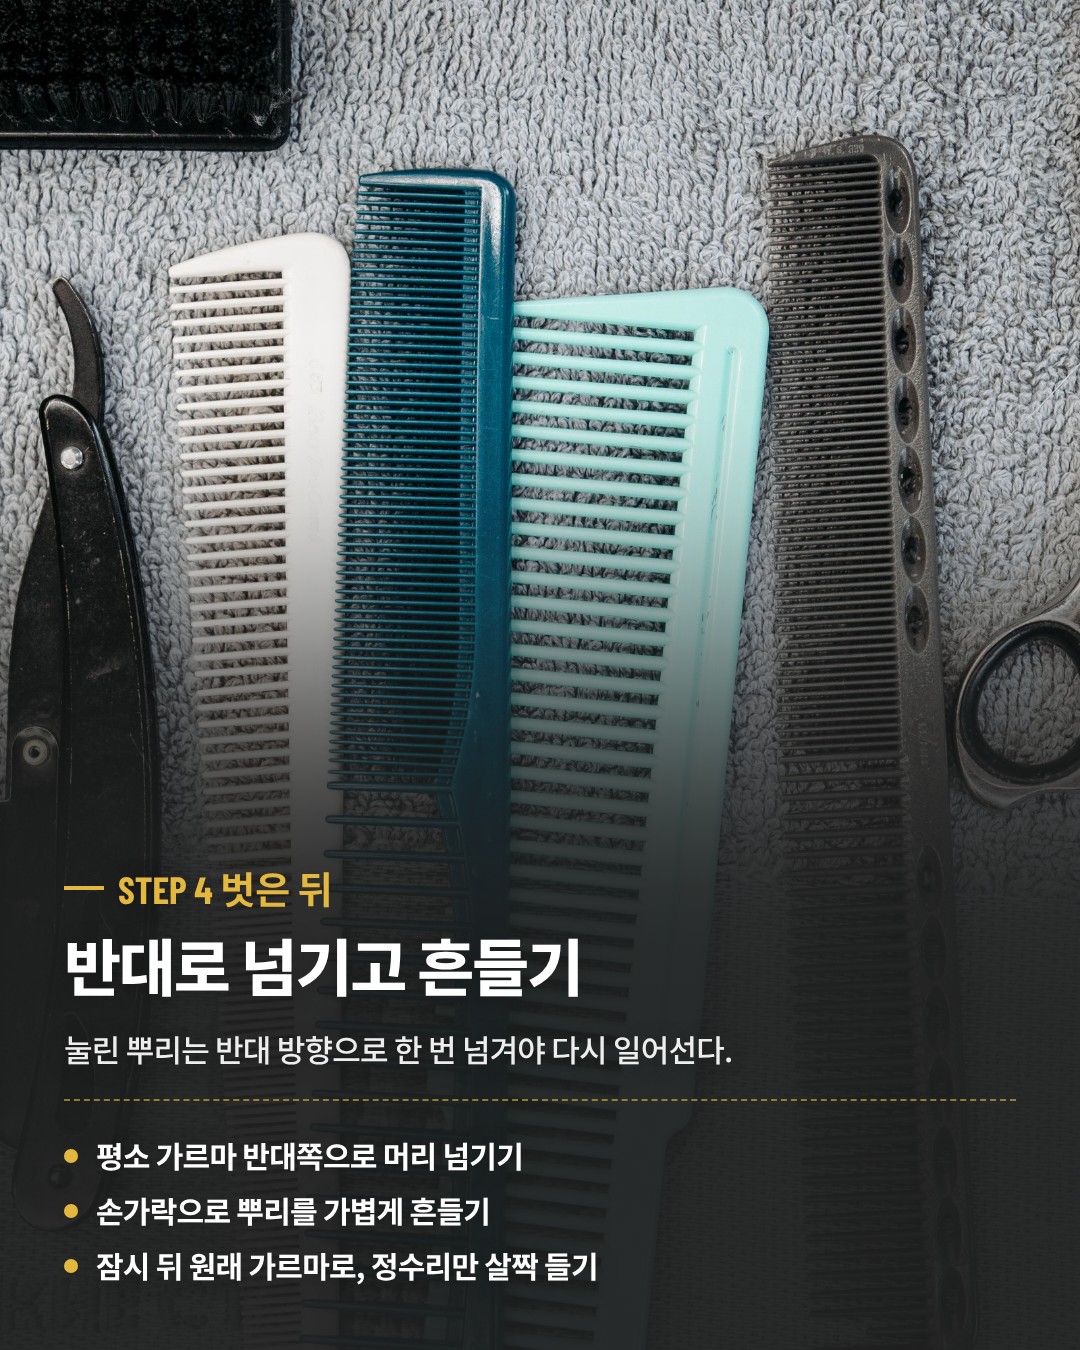 STEP 4 벗은 뒤
반대로 넘기고 흔들기
눌린 뿌리는 반대 방향으로 한 번 넘겨야 다시 일어선다.
평소 가르마 반대쪽으로 머리 넘기기
손가락으로 뿌리를 가볍게 흔들기
잠시 뒤 원래 가르마로, 정수리만 살짝 들기